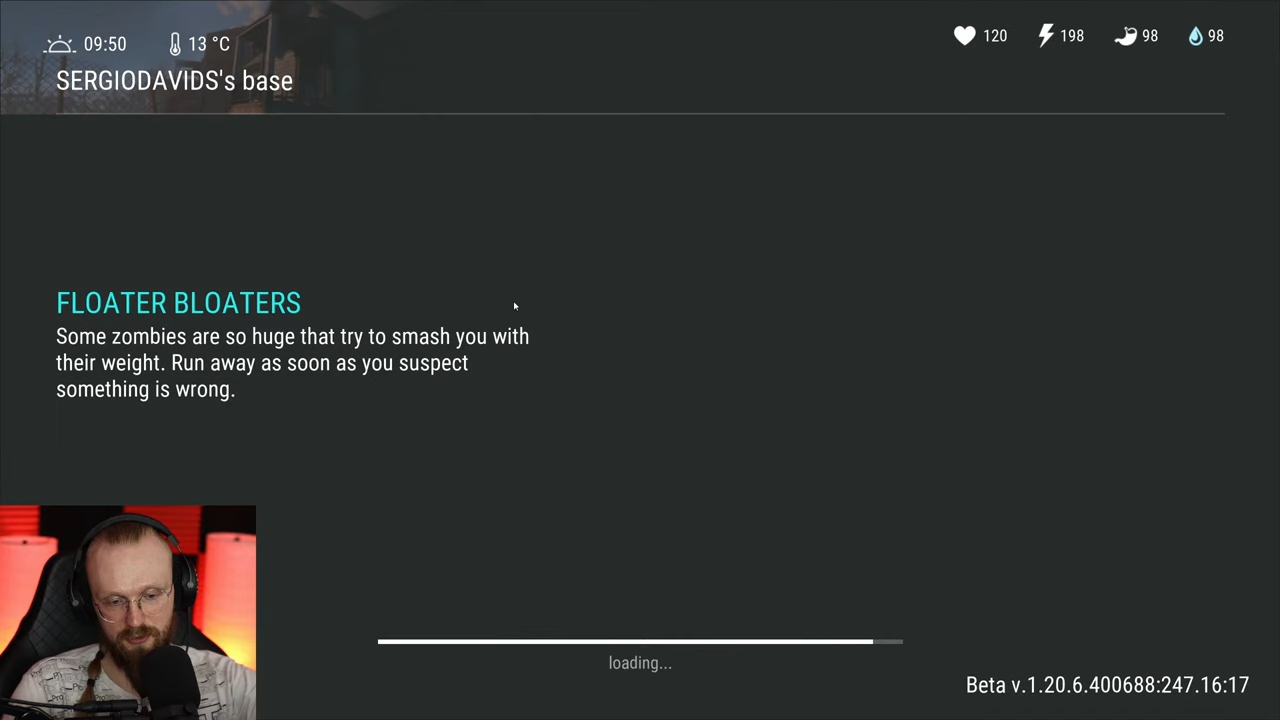 09:50 13 °C
120 198 98 98
SERGIODAVIDS's base
FLOATER BLOATERS
Some zombies are so huge that try to smash you with
their weight. Run away as soon as you suspect
something is wrong.
loading...
Beta v.1.20.6.400688:247.16:17